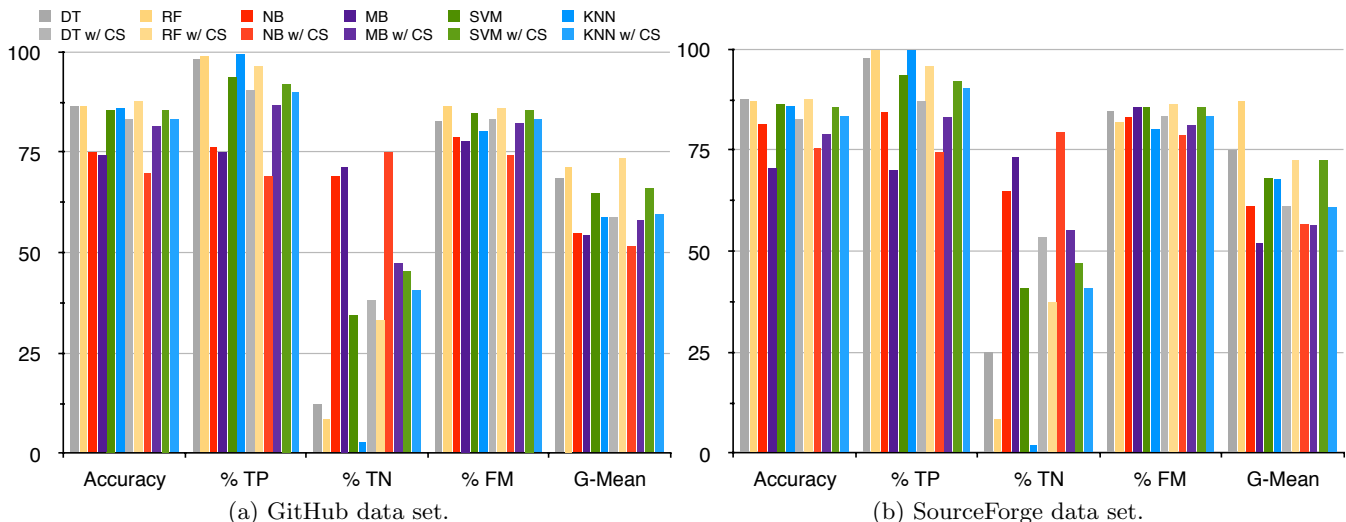 DT RF NB MB SVM KNN
DT w/ CS RF w/ CS NB w/ CS MB w/ CS SVM w/ CS KNN w/ CS
100
75
50
25
0
Accuracy % TP % TN % FM G-Mean
(a) GitHub data set.
100
75
50
25
0
Accuracy % TP % TN % FM G-Mean
(b) SourceForge data set.